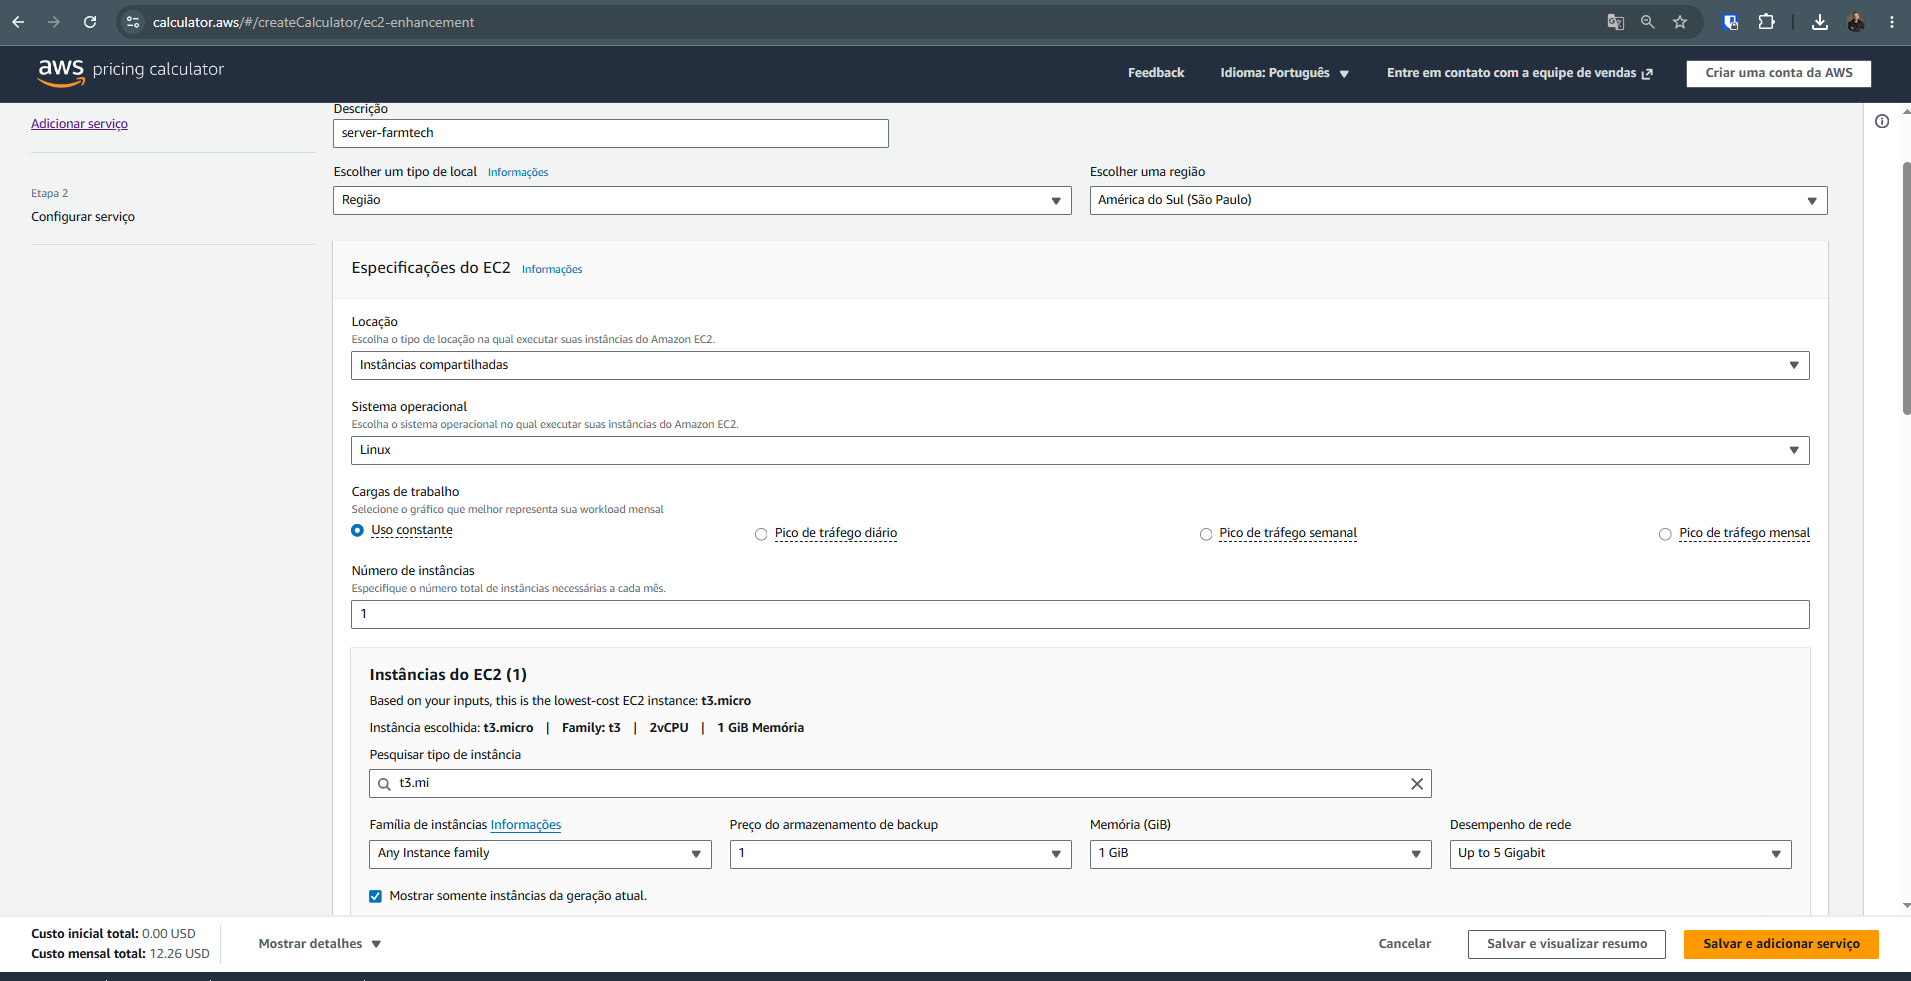 calculator.aws/#/createCalculator/ec2-enhancement
aws pricing calculator
Feedback
Idioma: Português
Entre em contato com a equipe de vendas
Criar uma conta da AWS
Adicionar serviço
Etapa 2
Configurar serviço
Descrição
server-farmtech
Escolher um tipo de local Informações
Região
Escolher uma região
América do Sul (São Paulo)
Especificações do EC2 Informações
Locação
Escolha o tipo de locação na qual executar suas instâncias do Amazon EC2.
Instâncias compartilhadas
Sistema operacional
Escolha o sistema operacional no qual executar suas instâncias do Amazon EC2.
Linux
Cargas de trabalho
Selecione o gráfico que melhor representa sua workload mensal
Uso constante
Pico de tráfego diário
Pico de tráfego semanal
Pico de tráfego mensal
Número de instâncias
Especifique o número total de instâncias necessárias a cada mês.
1
Instâncias do EC2 (1)
Based on your inputs, this is the lowest-cost EC2 instance: t3.micro
Instância escolhida: t3.micro | Family: t3 | 2vCPU | 1 GiB Memória
Pesquisar tipo de instância
t3.mi
Família de instâncias Informações
Any Instance family
Preço do armazenamento de backup
1
Memória (GiB)
1 GiB
Desempenho de rede
Up to 5 Gigabit
Mostrar somente instâncias da geração atual.
Custo inicial total: 0.00 USD
Custo mensal total: 12.26 USD
Mostrar detalhes
Cancelar
Salvar e visualizar resumo
Salvar e adicionar serviço